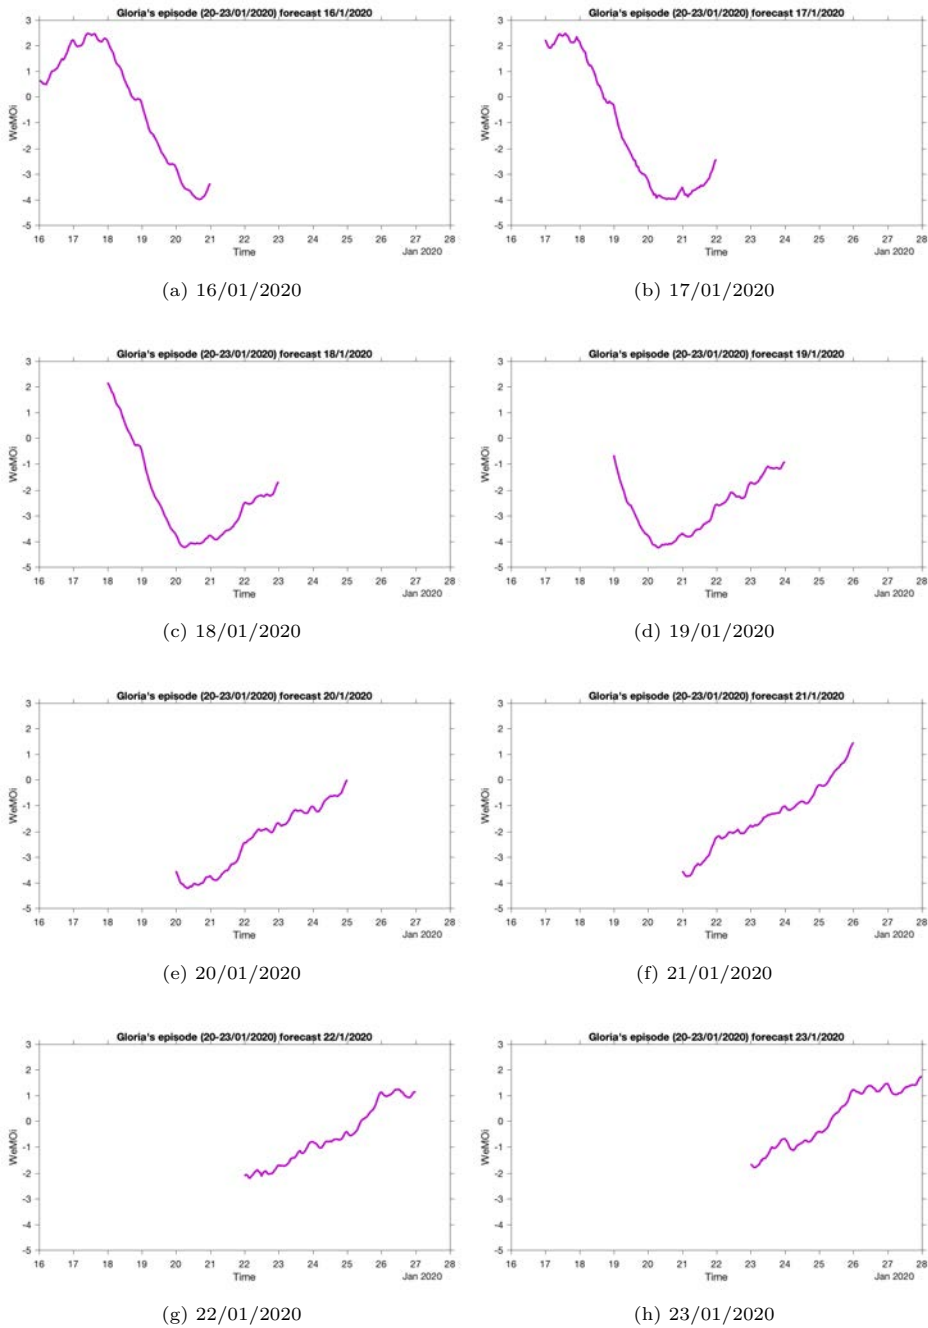 Gloria's episode (20-23/01/2020) forecast 16/1/2020
3
2
1
0
-1
-2
-3
-4
-5
WeMOi
16 17 18 19 20 21 22 23 24 25 26 27 28
Time
Jan 2020
(a) 16/01/2020
Gloria's episode (20-23/01/2020) forecast 17/1/2020
3
2
1
0
-1
-2
-3
-4
-5
WeMOi
16 17 18 19 20 21 22 23 24 25 26 27 28
Time
Jan 2020
(b) 17/01/2020
Gloria's episode (20-23/01/2020) forecast 18/1/2020
3
2
1
0
-1
-2
-3
-4
-5
WeMOi
16 17 18 19 20 21 22 23 24 25 26 27 28
Time
Jan 2020
(c) 18/01/2020
Gloria's episode (20-23/01/2020) forecast 19/1/2020
3
2
1
0
-1
-2
-3
-4
-5
WeMOi
16 17 18 19 20 21 22 23 24 25 26 27 28
Time
Jan 2020
(d) 19/01/2020
Gloria's episode (20-23/01/2020) forecast 20/1/2020
3
2
1
0
-1
-2
-3
-4
-5
WeMOi
16 17 18 19 20 21 22 23 24 25 26 27 28
Time
Jan 2020
(e) 20/01/2020
Gloria's episode (20-23/01/2020) forecast 21/1/2020
3
2
1
0
-1
-2
-3
-4
-5
WeMOi
16 17 18 19 20 21 22 23 24 25 26 27 28
Time
Jan 2020
(f) 21/01/2020
Gloria's episode (20-23/01/2020) forecast 22/1/2020
3
2
1
0
-1
-2
-3
-4
-5
WeMOi
16 17 18 19 20 21 22 23 24 25 26 27 28
Time
Jan 2020
(g) 22/01/2020
Gloria's episode (20-23/01/2020) forecast 23/1/2020
3
2
1
0
-1
-2
-3
-4
-5
WeMOi
16 17 18 19 20 21 22 23 24 25 26 27 28
Time
Jan 2020
(h) 23/01/2020